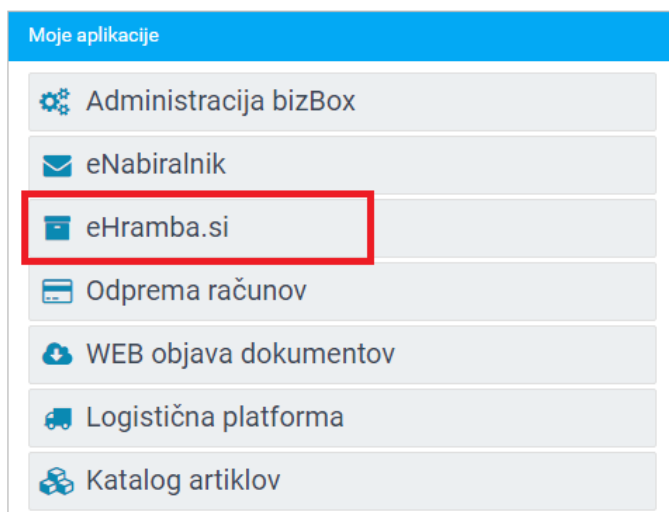 Moje aplikacije
Administracija bizBox
eNabiralnik
eHramba.si
Odprema računov
WEB objava dokumentov
Logistična platforma
Katalog artiklov